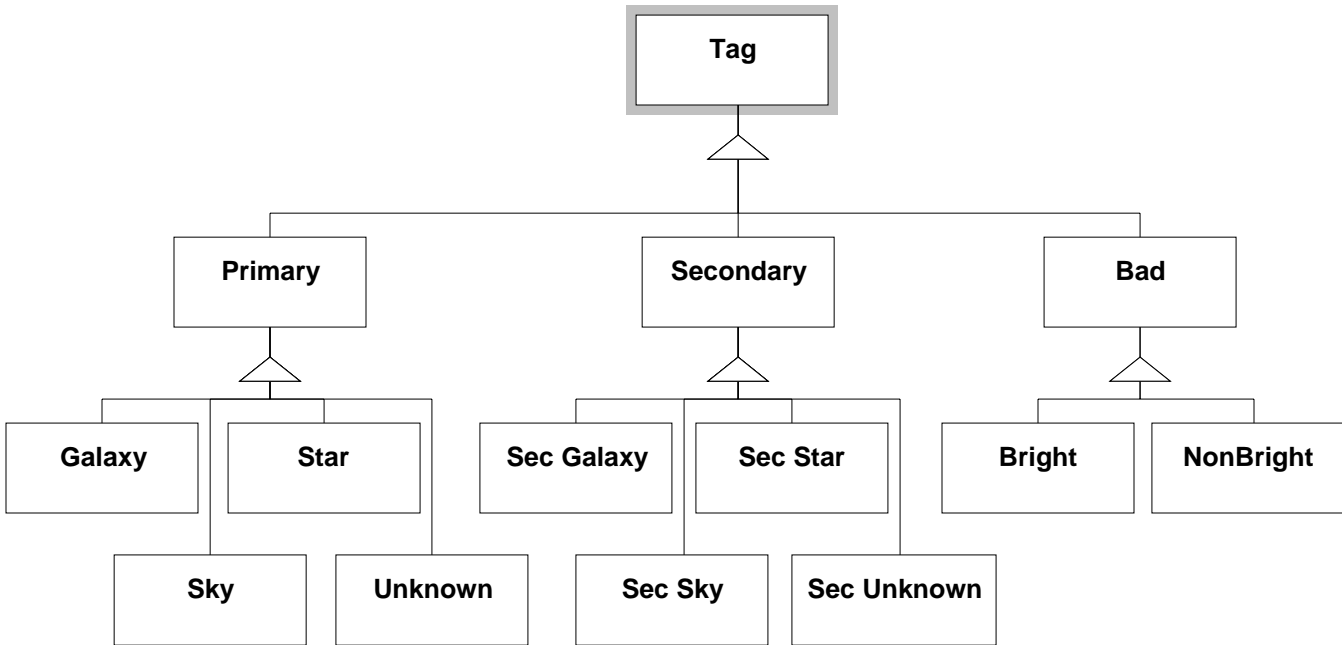 Tag
Primary
Secondary
Bad
Galaxy
Star
Sec Galaxy
Sec Star
Bright
NonBright
Sky
Unknown
Sec Sky
Sec Unknown